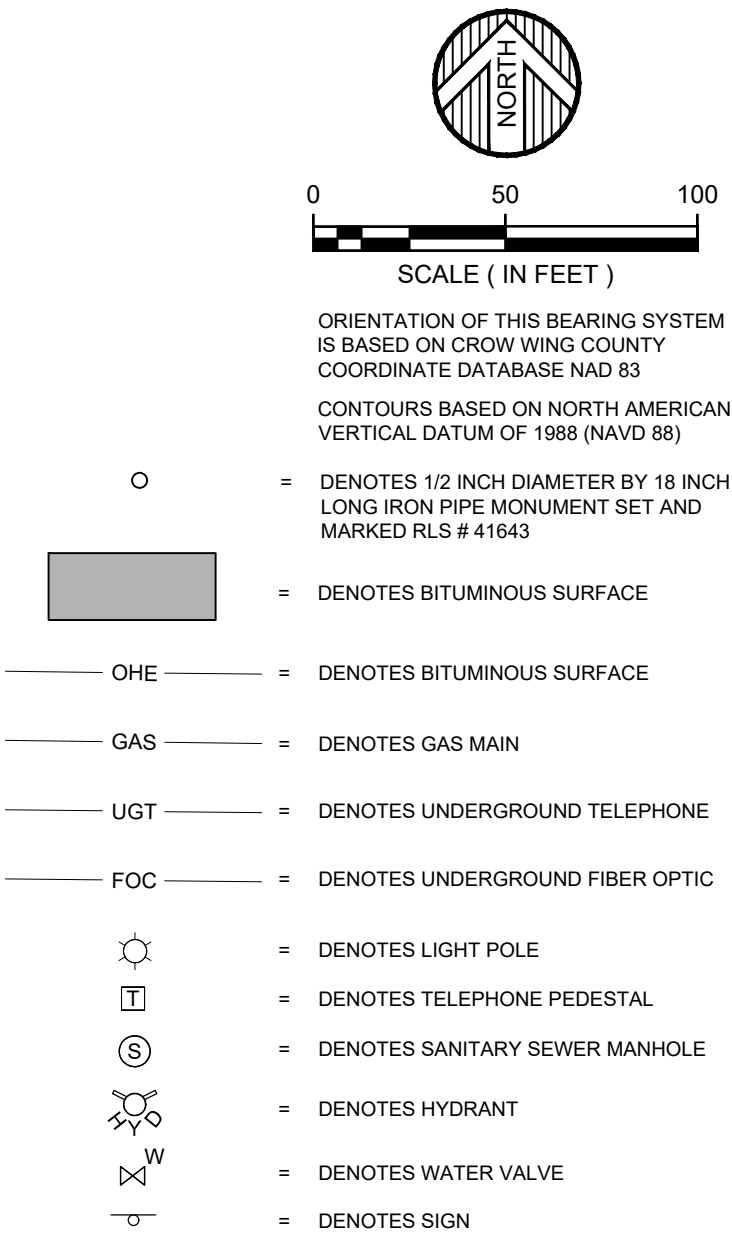 NORTH
0 50 100
SCALE ( IN FEET )
ORIENTATION OF THIS BEARING SYSTEM
IS BASED ON CROW WING COUNTY
COORDINATE DATABASE NAD 83
CONTOURS BASED ON NORTH AMERICAN
VERTICAL DATUM OF 1988 (NAVD 88)
= DENOTES 1/2 INCH DIAMETER BY 18 INCH
LONG IRON PIPE MONUMENT SET AND
MARKED RLS # 41643
= DENOTES BITUMINOUS SURFACE
OHE = DENOTES BITUMINOUS SURFACE
GAS = DENOTES GAS MAIN
UGT = DENOTES UNDERGROUND TELEPHONE
FOC = DENOTES UNDERGROUND FIBER OPTIC
= DENOTES LIGHT POLE
T = DENOTES TELEPHONE PEDESTAL
S = DENOTES SANITARY SEWER MANHOLE
HYD = DENOTES HYDRANT
W = DENOTES WATER VALVE
= DENOTES SIGN